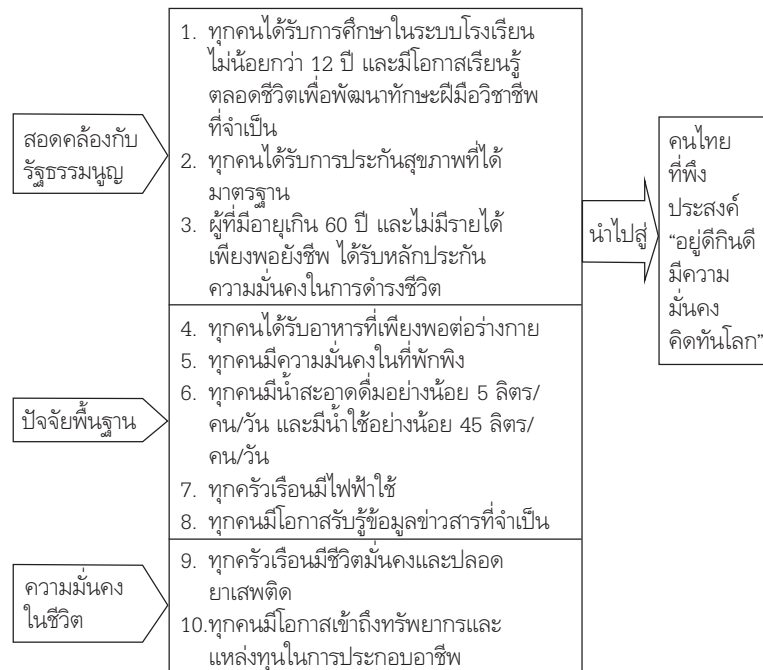 สอดคล้องกับ
รัฐธรรมนูญ
1. ทุกคนได้รับการศึกษาในระบบโรงเรียน
ไม่น้อยกว่า 12 ปี และมีโอกาสเรียนรู้
ตลอดชีวิตเพื่อพัฒนาทักษะฝีมือวิชาชีพ
ที่จำเป็น
2. ทุกคนได้รับการประกันสุขภาพที่ได้
มาตรฐาน
3. ผู้ที่มีอายุเกิน 60 ปี และไม่มีรายได้
เพียงพอยังชีพ ได้รับหลักประกัน
ความมั่นคงในการดำรงชีวิต
ปัจจัยพื้นฐาน
4. ทุกคนได้รับอาหารที่เพียงพอต่อร่างกาย
5. ทุกคนมีความมั่นคงในที่พักพิง
6. ทุกคนมีน้ำสะอาดดื่มอย่างน้อย 5 ลิตร/
คน/วัน และมีน้ำใช้อย่างน้อย 45 ลิตร/
คน/วัน
7. ทุกครัวเรือนมีไฟฟ้าใช้
8. ทุกคนมีโอกาสรับรู้ข้อมูลข่าวสารที่จำเป็น
ความมั่นคง
ในชีวิต
9. ทุกครัวเรือนมีชีวิตมั่นคงและปลอด
ยาเสพติด
10.ทุกคนมีโอกาสเข้าถึงทรัพยากรและ
แหล่งทุนในการประกอบอาชีพ
นำไปสู่
คนไทย
ที่พึง
ประสงค์
“อยู่ดีกินดี
มีความ
มั่นคง
คิดทันโลก”